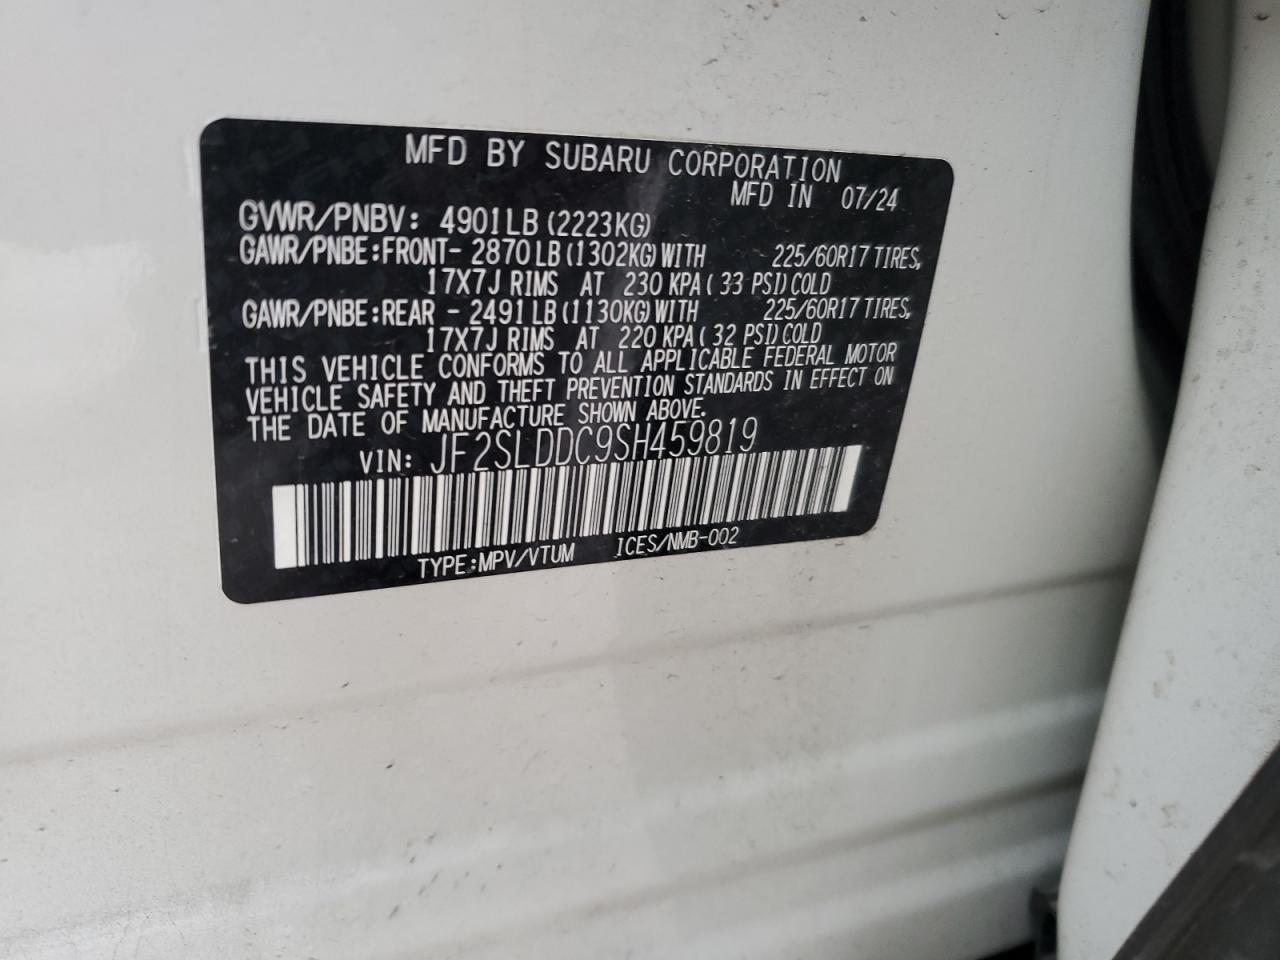 MFD BY SUBARU CORPORATION
MFD IN 07/24
GVWR/PNBV: 4901LB (2223KG)
GAWR/PNBE:FRONT- 2870LB(1302KG)WITH 225/60R17 TIRES,
17X7J RIMS AT 230 KPA( 33 PSI)COLD
GAWR/PNBE:REAR - 2491LB(1130KG)WITH 225/60R17 TIRES,
17X7J RIMS AT 220 KPA( 32 PSI)COLD
THIS VEHICLE CONFORMS TO ALL APPLICABLE FEDERAL MOTOR
VEHICLE SAFETY AND THEFT PREVENTION STANDARDS IN EFFECT ON
THE DATE OF MANUFACTURE SHOWN ABOVE.
VIN: JF2SLDDC9SH459819
TYPE:MPV/VTUM ICES/NMB-002